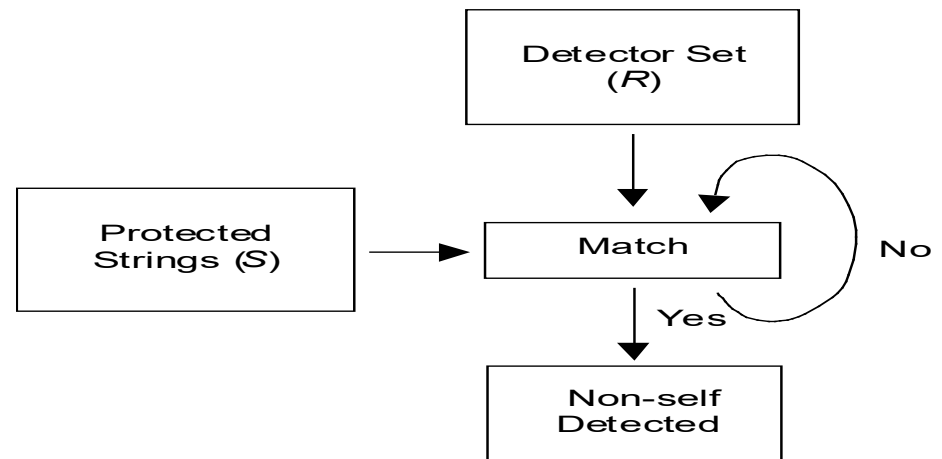 Detector Set
(R)
Protected
Strings (S)
Match
No
Yes
Non-self
Detected